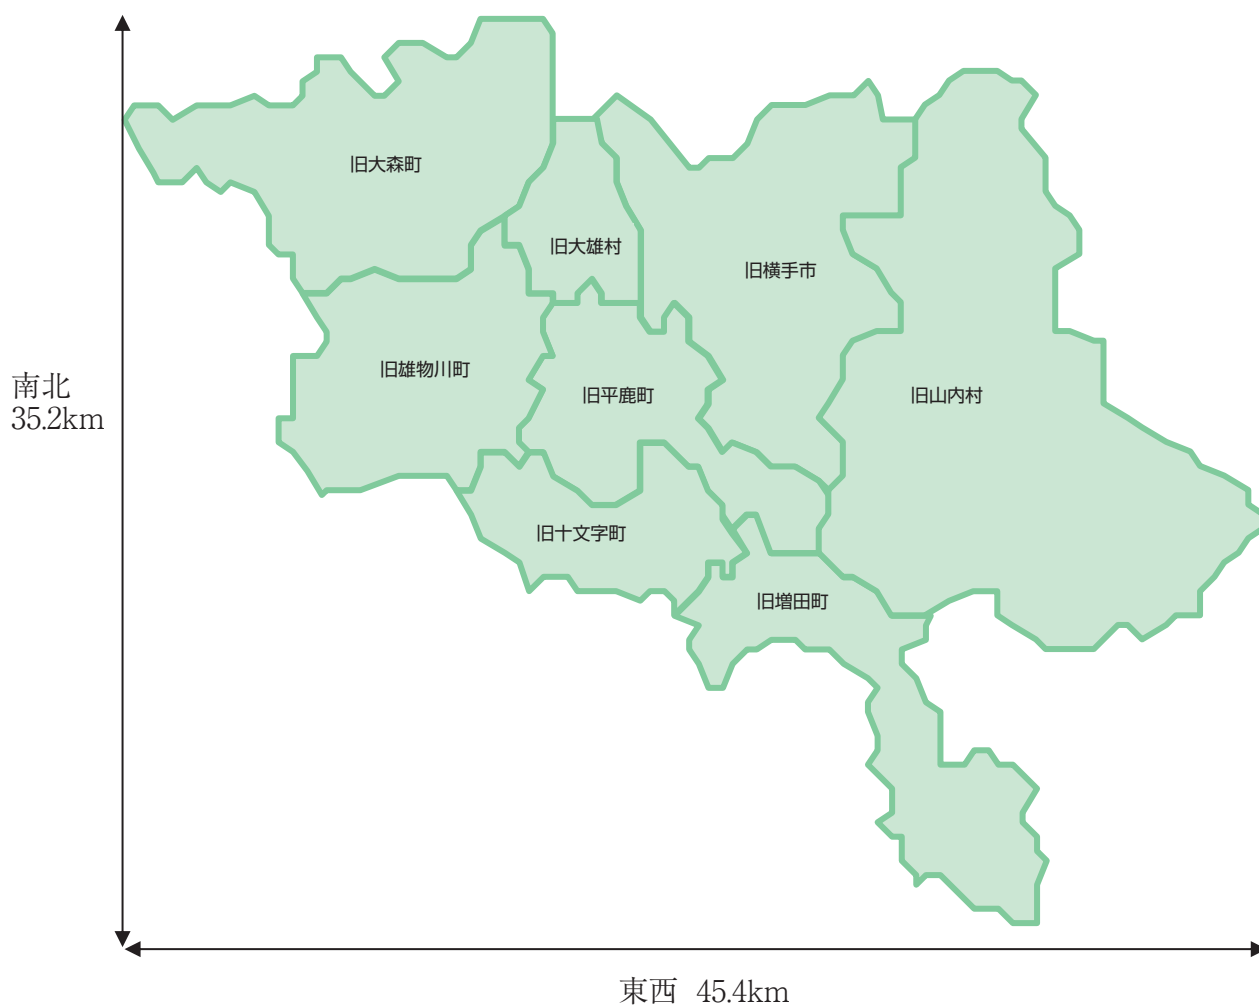 旧大森町
旧大雄村
旧横手市
旧雄物川町
旧平鹿町
旧山内村
南北
35.2km
旧十文字町
旧増田町
東西 45.4km